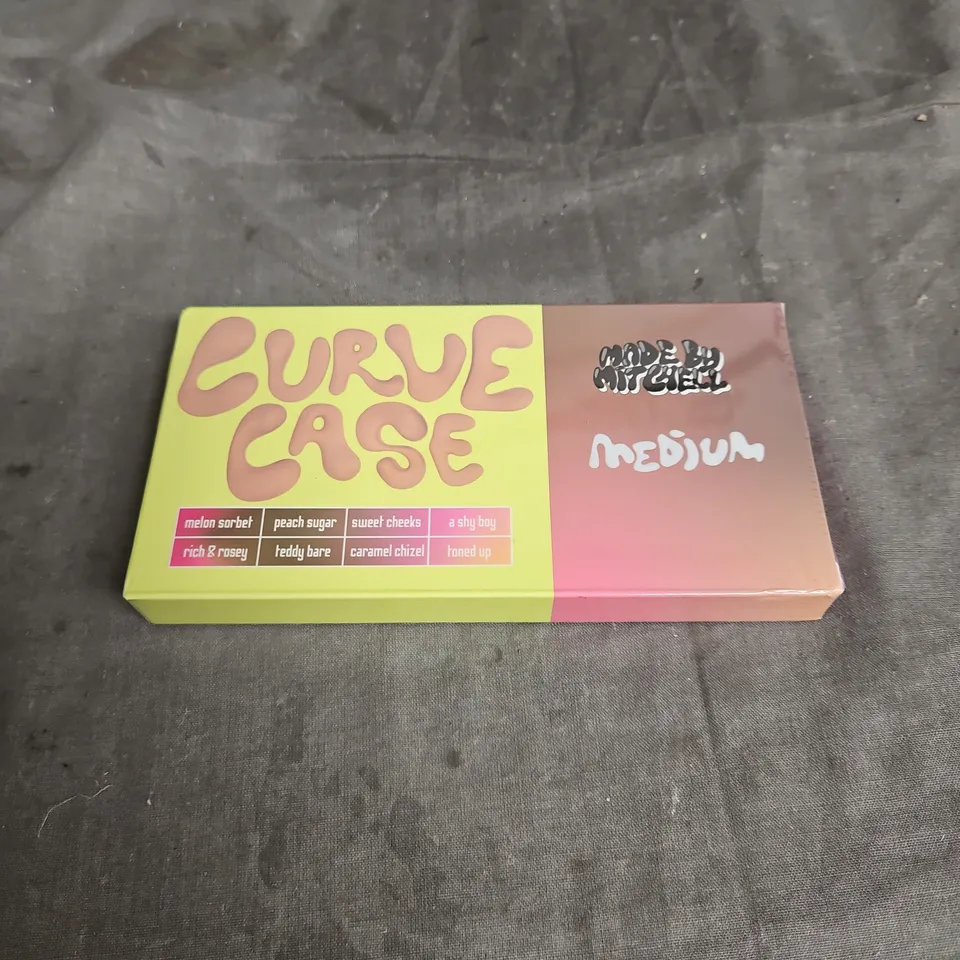 CURVE
CASE
melon sorbet peach sugar sweet cheeks a shy boy
rich & rosey teddy bare caramel chizel toned up
MADE BY
MITCHELL
MEDIUM